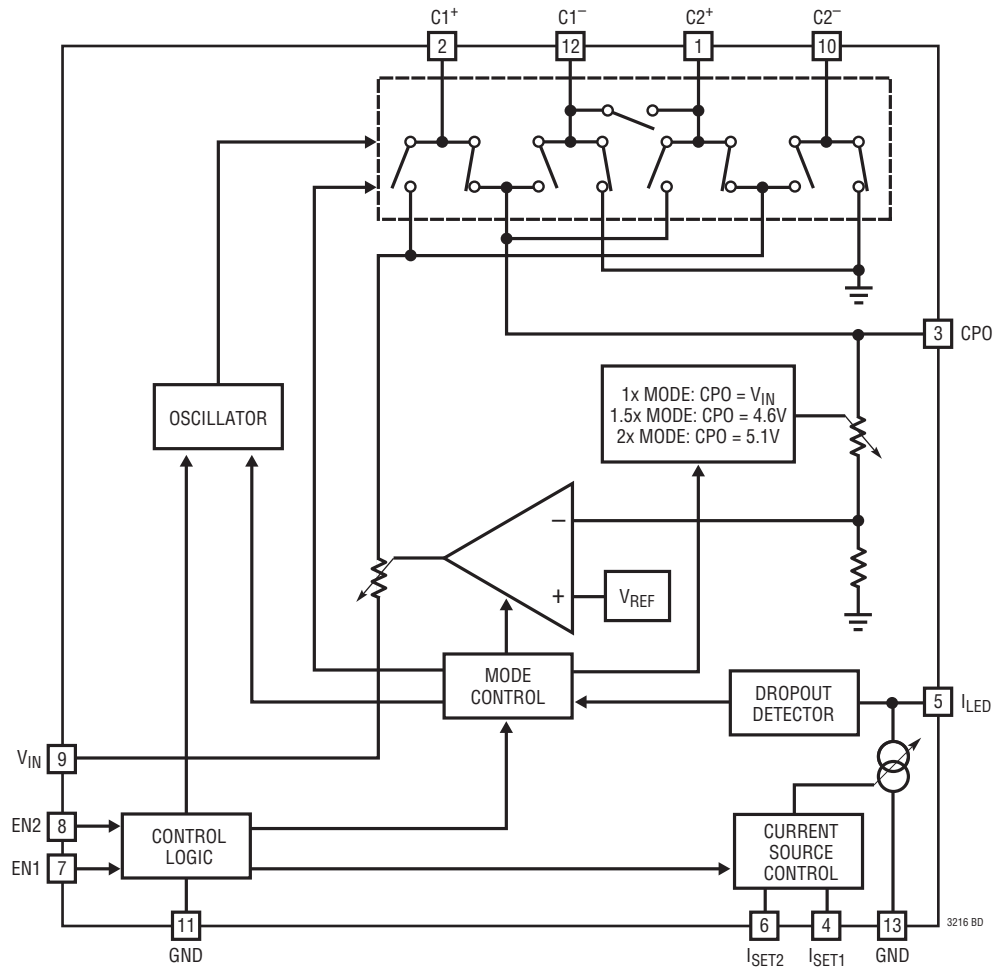 C1+ C1– C2+ C2–
2 12 1 10
3 CPO
OSCILLATOR
1x MODE: CPO = VIN
1.5x MODE: CPO = 4.6V
2x MODE: CPO = 5.1V
–
+
VREF
MODE
CONTROL
DROPOUT
DETECTOR
5 ILED
VIN 9
EN2 8
EN1 7
CONTROL
LOGIC
CURRENT
SOURCE
CONTROL
11 6 4 13
GND ISET2 ISET1 GND
3216 BD